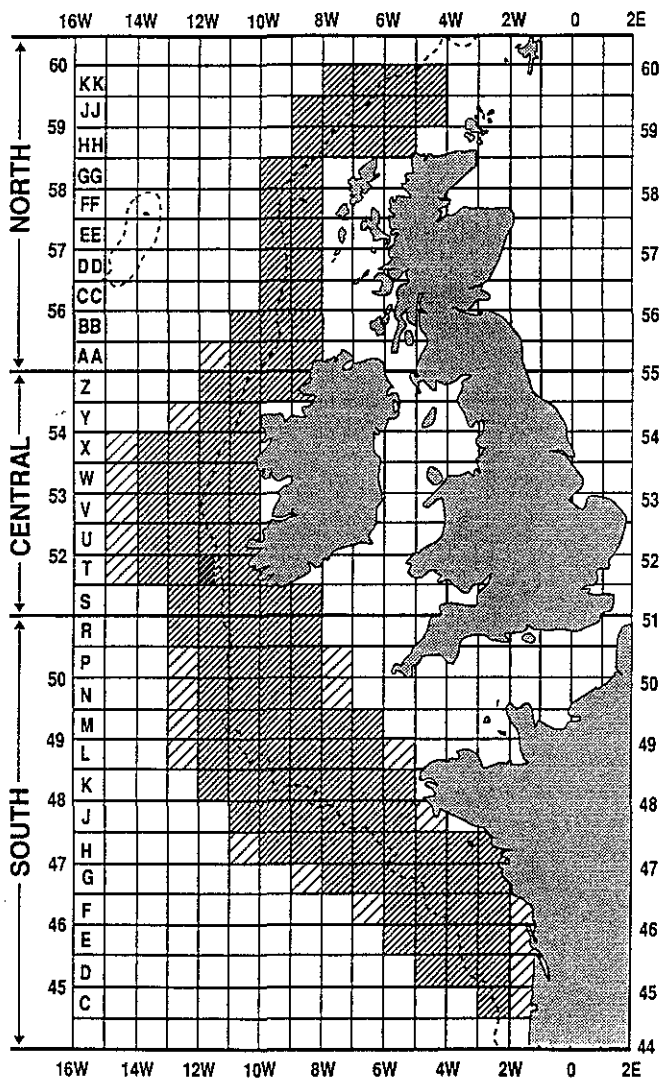 16W 14W 12W 10W 8W 6W 4W 2W 0 2E
60 KK 60
JJ
59 HH 59
GG
58 FF 58
EE
57 DD 57
CC
56 BB 56
AA
55 Z 55
Y
54 X 54
W
53 V 53
U
52 T 52
S
51 R 51
P
50 N 50
M
49 L 49
K
48 J 48
H
47 G 47
F
46 E 46
D
45 C 45
44
16W 14W 12W 10W 8W 6W 4W 2W 0 2E
NORTH
CENTRAL
SOUTH